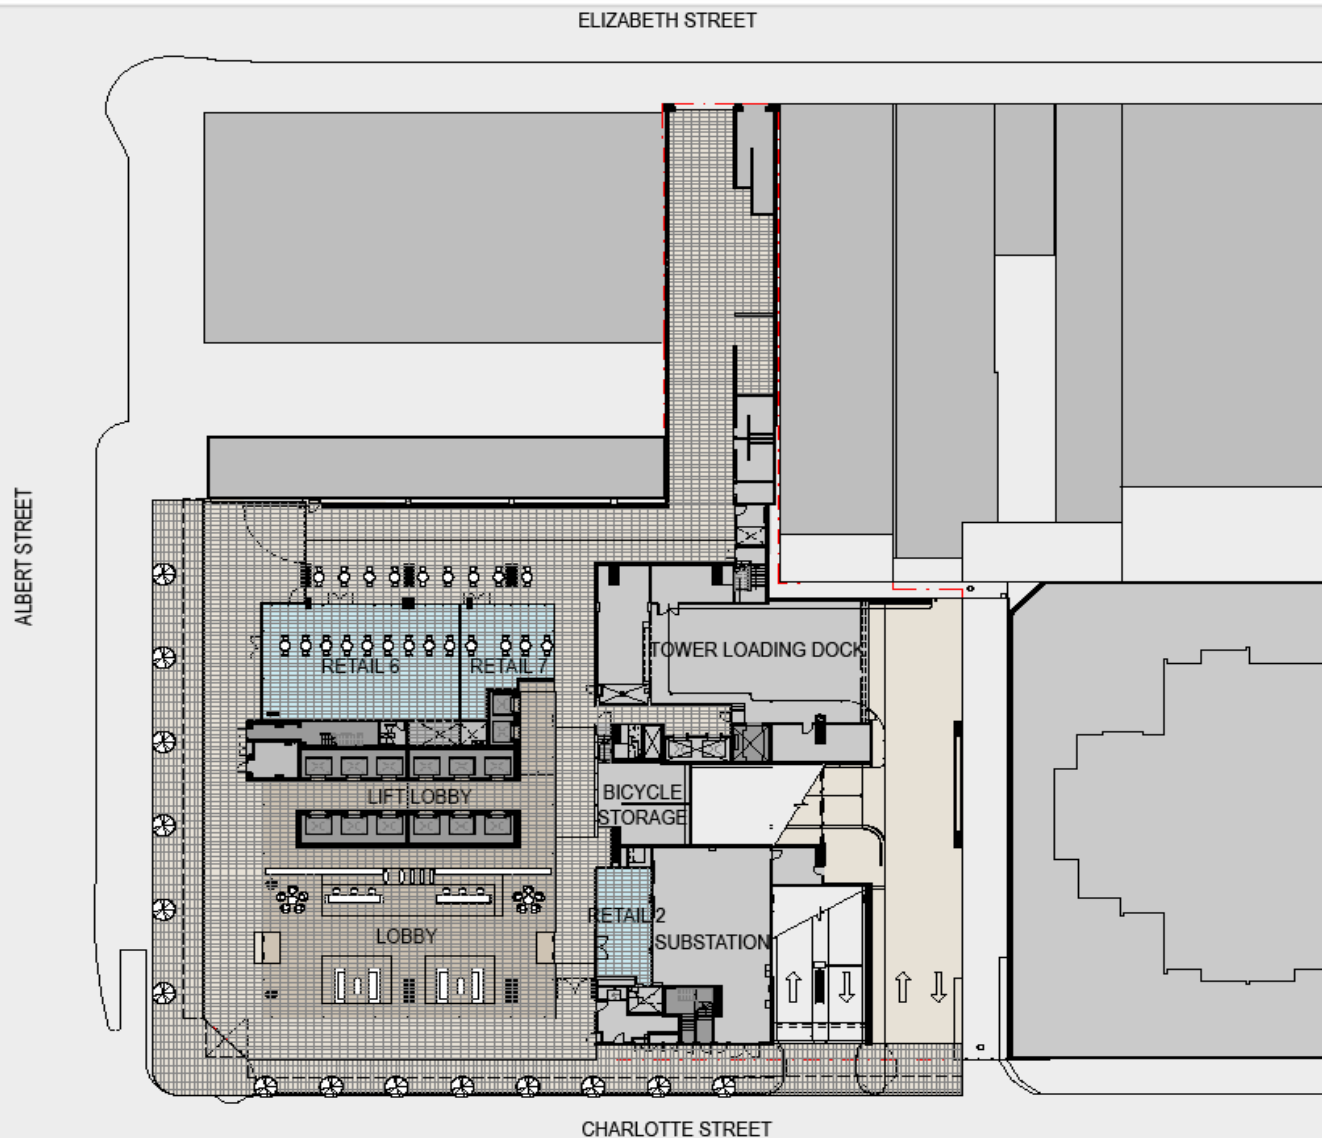 ELIZABETH STREET
ALBERT STREET
RETAIL 6
RETAIL 7
TOWER LOADING DOCK
LIFT LOBBY
BICYCLE
STORAGE
RETAIL 2
LOBBY
SUBSTATION
CHARLOTTE STREET